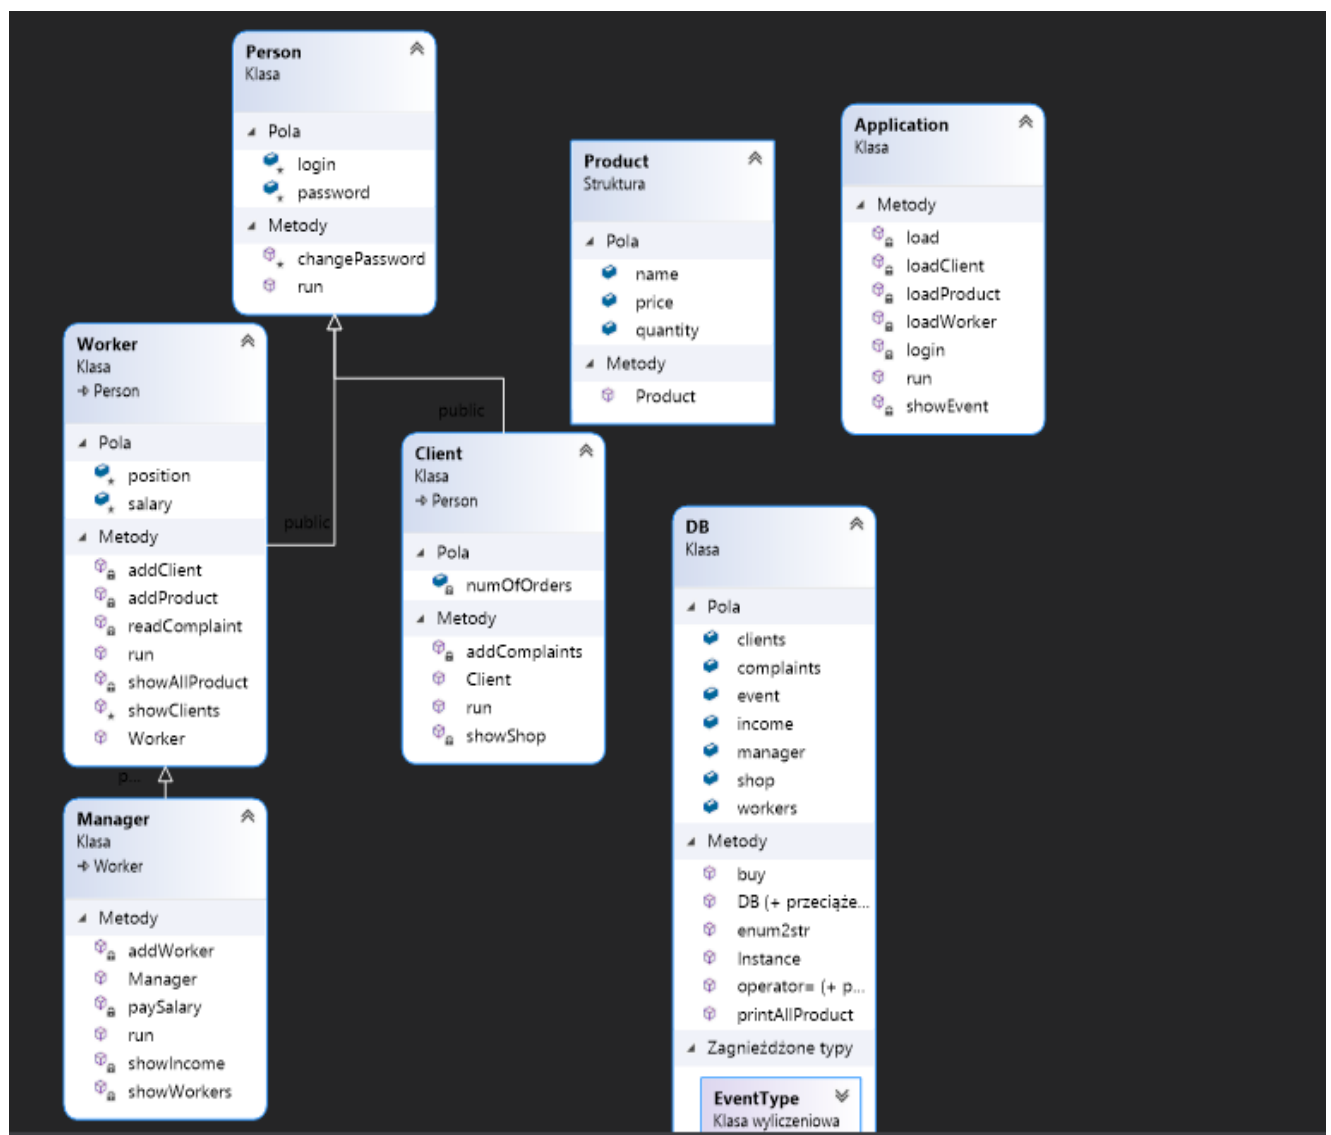 Person
Klasa
Pola
login
password
Metody
changePassword
run
Product
Struktura
Pola
name
price
quantity
Metody
Product
Application
Klasa
Metody
load
loadClient
loadProduct
loadWorker
login
run
showEvent
Worker
Klasa
Person
Pola
position
salary
Metody
addClient
addProduct
readComplaint
run
showAllProduct
showClients
Worker
public
public
Client
Klasa
Person
Pola
numOfOrders
Metody
addComplaints
Client
run
showShop
p...
Manager
Klasa
Worker
Metody
addWorker
Manager
paySalary
run
showIncome
showWorkers
DB
Klasa
Pola
clients
complaints
event
income
manager
shop
workers
Metody
buy
DB (+ przeciąże...
enum2str
Instance
operator= (+ p...
printAllProduct
Zagnieżdżone typy
EventType
Klasa wyliczeniowa